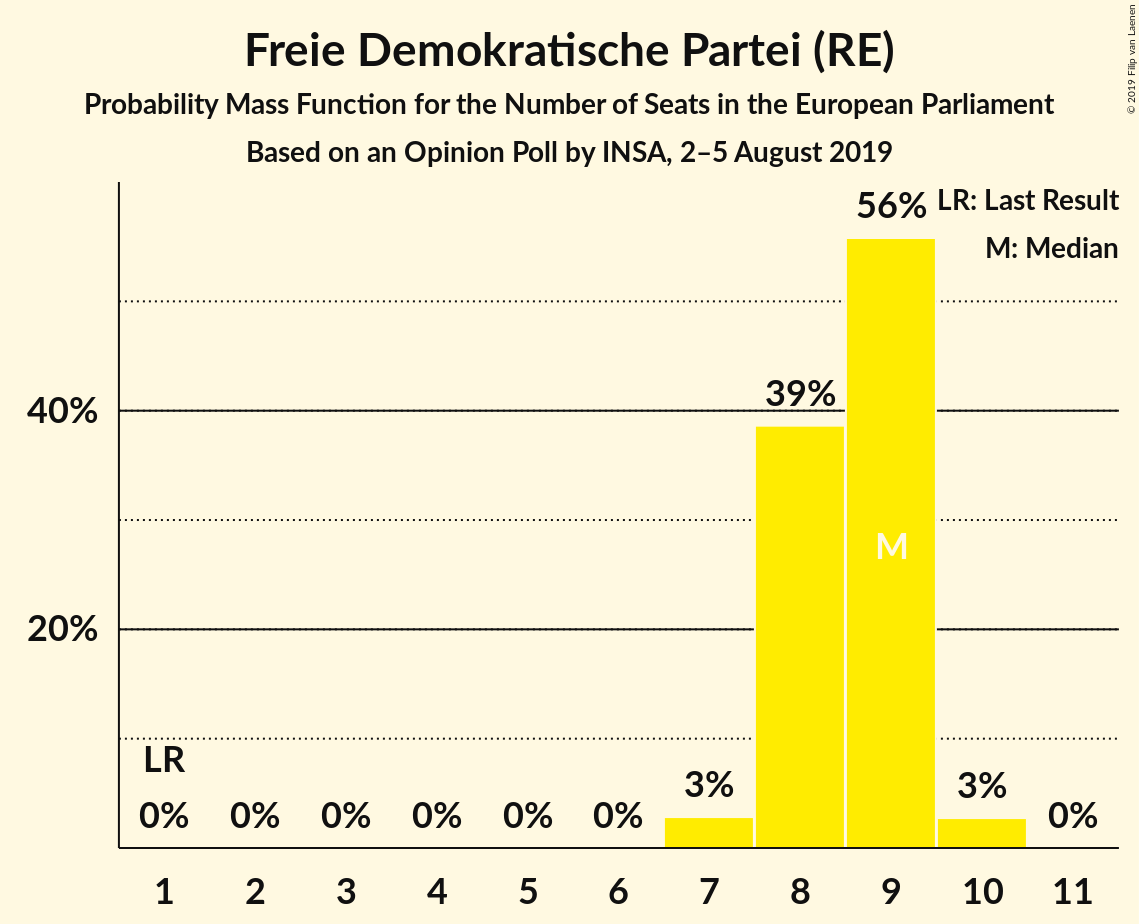 Freie Demokratische Partei (RE)
Probability Mass Function for the Number of Seats in the European Parliament
Based on an Opinion Poll by INSA, 2–5 August 2019
© 2019 Filip van Laenen
LR: Last Result
M: Median
56%
39%
40%
M
20%
LR
0% 0% 0% 0% 0% 0% 3% 3% 0%
1 2 3 4 5 6 7 8 9 10 11